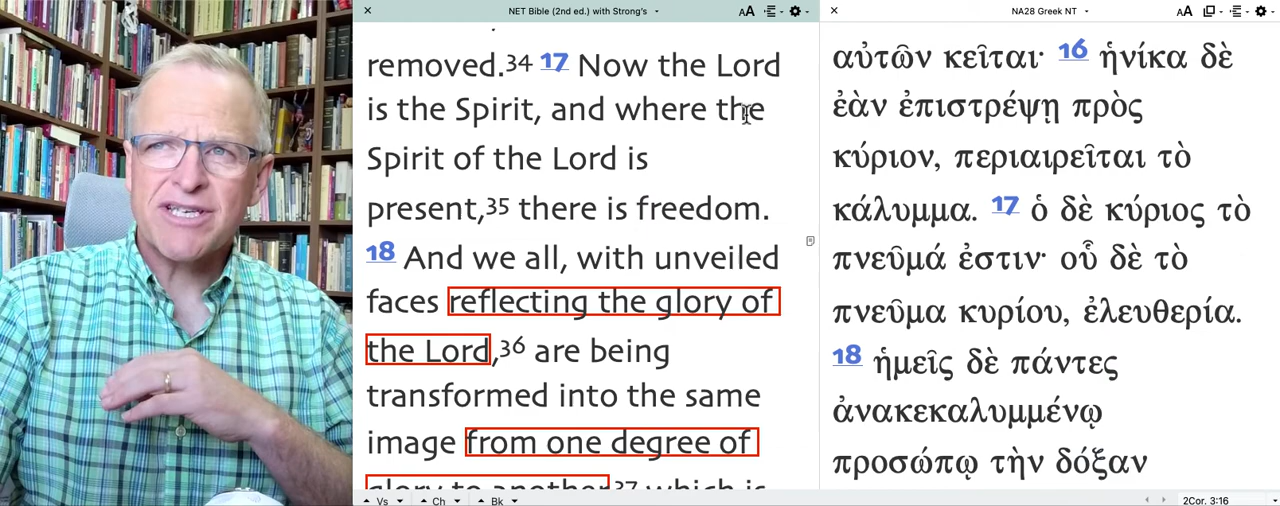 NET Bible (2nd ed.) with Strong's
removed.34 17 Now the Lord
is the Spirit, and where the
Spirit of the Lord is
present,35 there is freedom.
18 And we all, with unveiled
faces reflecting the glory of
the Lord,36 are being
transformed into the same
image from one degree of
glory to another37 which is
Vs Ch Bk
NA28 Greek NT
αὐτῶν κεῖται· 16 ἡνίκα δὲ
ἐὰν ἐπιστρέψῃ πρὸς
κύριον, περιαιρεῖται τὸ
κάλυμμα. 17 ὁ δὲ κύριος τὸ
πνεῦμά ἐστιν· οὗ δὲ τὸ
πνεῦμα κυρίου, ἐλευθερία.
18 ἡμεῖς δὲ πάντες
ἀνακεκαλυμμένῳ
προσώπῳ τὴν δόξαν
2Cor. 3:16